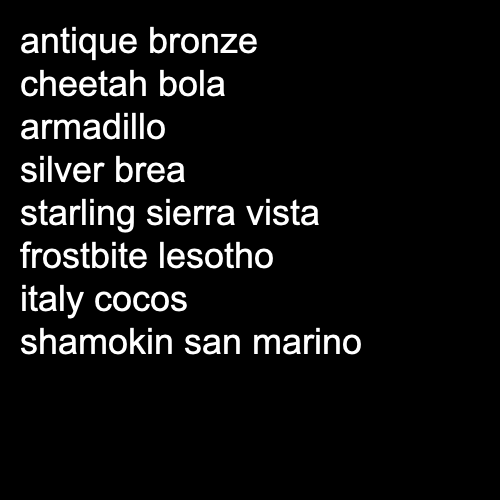 antique bronze
cheetah bola
armadillo
silver brea
starling sierra vista
frostbite lesotho
italy cocos
shamokin san marino